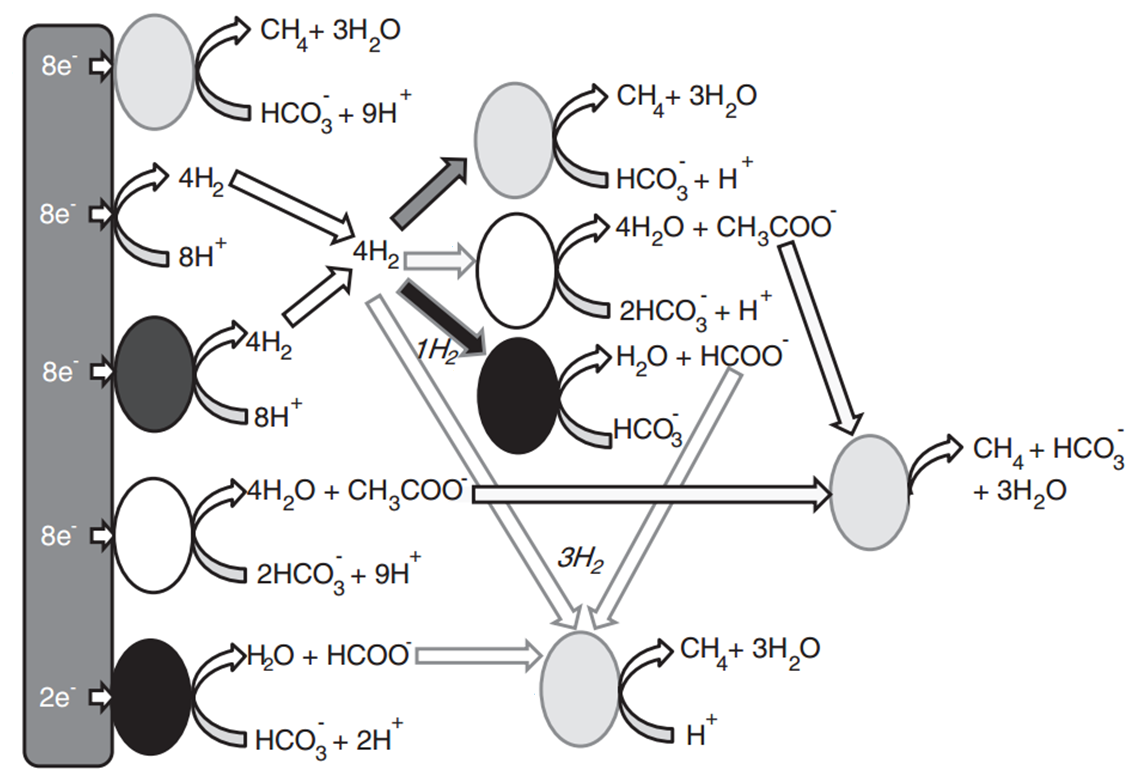 8e⁻
CH₄+ 3H₂O
HCO₃⁻ + 9H⁺
8e⁻
4H₂
8H⁺
4H₂
8e⁻
4H₂
8H⁺
8e⁻
4H₂O + CH₃COO⁻
2HCO₃⁻ + 9H⁺
2e⁻
H₂O + HCOO⁻
HCO₃⁻ + 2H⁺
CH₄+ 3H₂O
HCO₃⁻ + H⁺
4H₂O + CH₃COO⁻
2HCO₃⁻ + H⁺
1H₂
H₂O + HCOO⁻
HCO₃⁻
3H₂
CH₄ + HCO₃⁻
+ 3H₂O
CH₄+ 3H₂O
H⁺